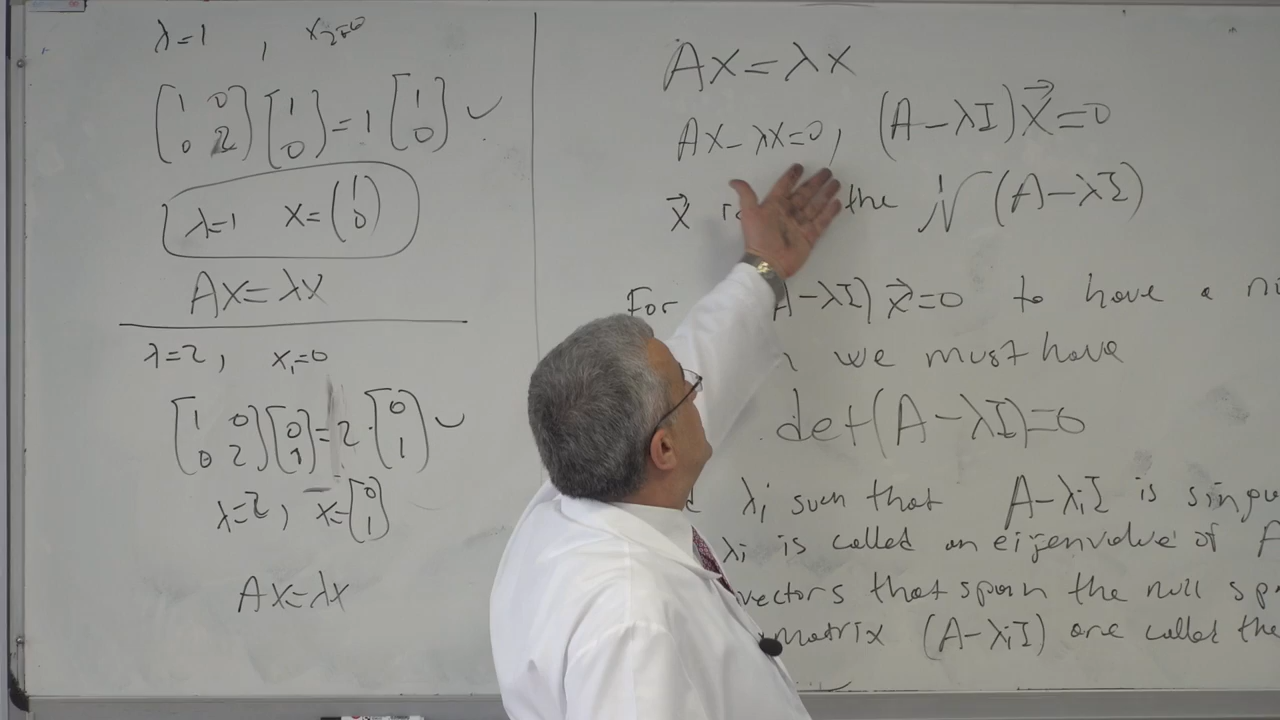 λ=1 , x₂=0
[1 0; 0 2] [1; 0] = 1 [1; 0] ✓
λ=1 x=(1; 0)
Ax=λx
λ=2, x₁=0
[1 0; 0 2] [0; 1] = 2·[0; 1] ✓
λ=2, x=[0; 1]
Ax=λx
Ax=λx
Ax-λx=0, (A-λI)x⃗=0
x⃗ the N(A-λI)
For A-λI)x⃗=0 to have a
we must have
det(A-λI)=0
λᵢ such that A-λᵢI is singu
λᵢ is called an eigenvalue of A
vectors that span the null sp
matrix (A-λᵢI) are called the